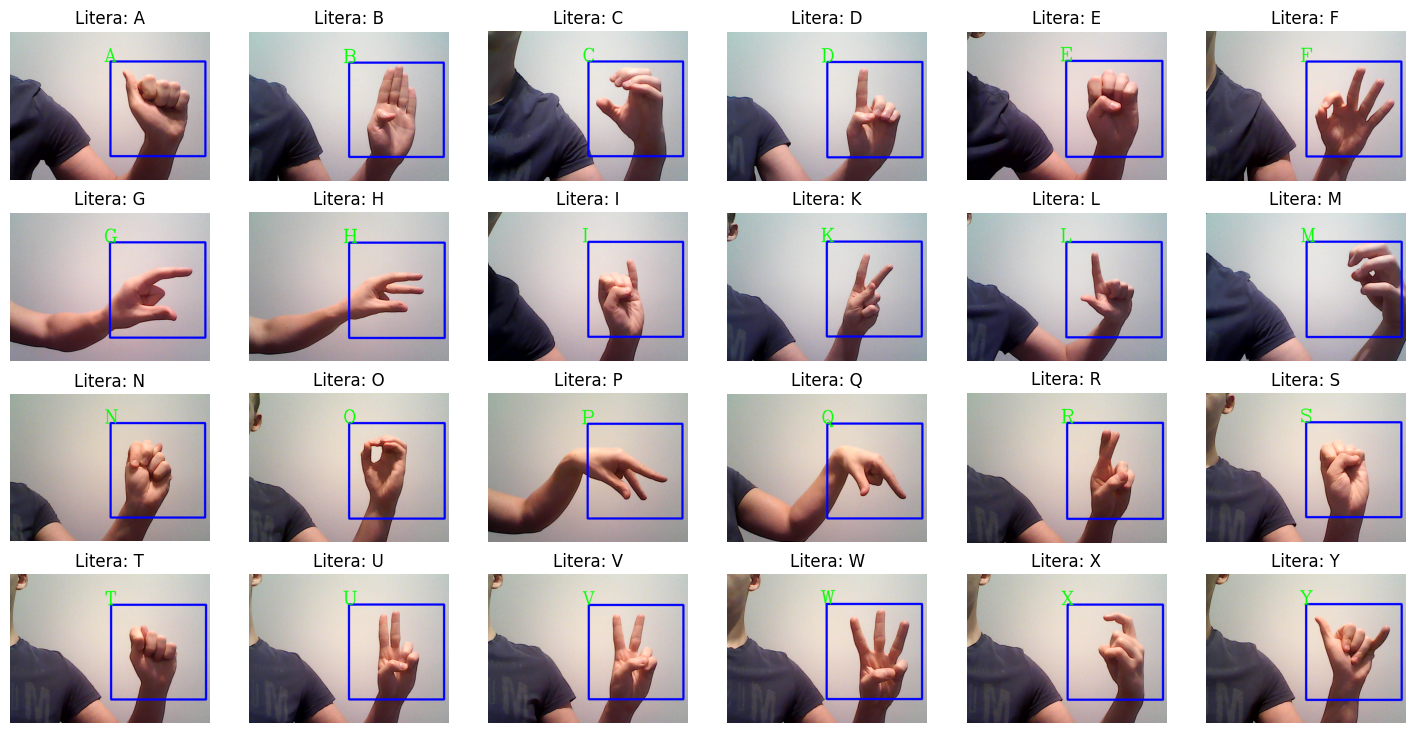 Litera: A Litera: B Litera: C Litera: D Litera: E Litera: F
A B C D E F
Litera: G Litera: H Litera: I Litera: K Litera: L Litera: M
G H I K L M
Litera: N Litera: O Litera: P Litera: Q Litera: R Litera: S
N O P Q R S
Litera: T Litera: U Litera: V Litera: W Litera: X Litera: Y
T U V W X Y